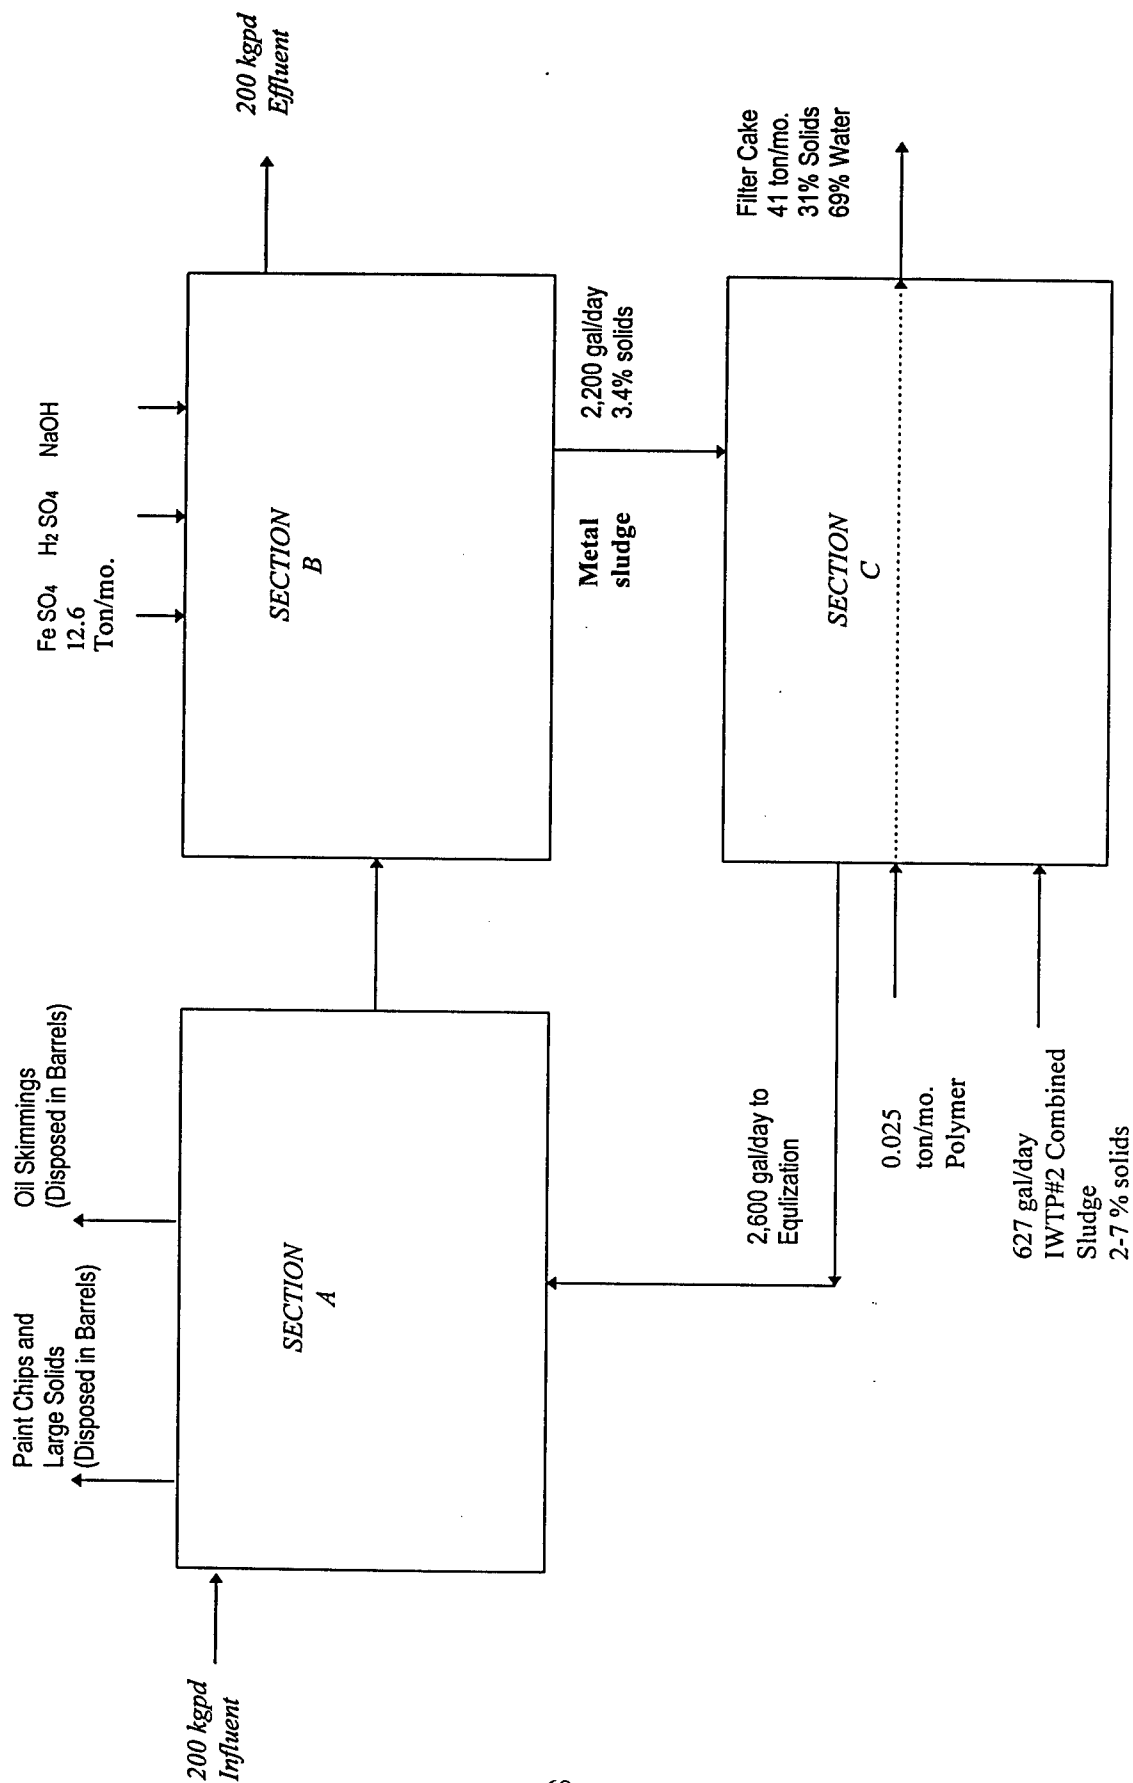 Paint Chips and
Large Solids
(Disposed in Barrels)
Oil Skimmings
(Disposed in Barrels)
Fe SO4
12.6
Ton/mo.
H2 SO4
NaOH
200 kgpd
Influent
SECTION
A
SECTION
B
200 kgpd
Effluent
Metal
sludge
2,200 gal/day
3.4% solids
2,600 gal/day to
Equlization
0.025
ton/mo.
Polymer
627 gal/day
IWTP#2 Combined
Sludge
2-7 % solids
SECTION
C
Filter Cake
41 ton/mo.
31% Solids
69% Water